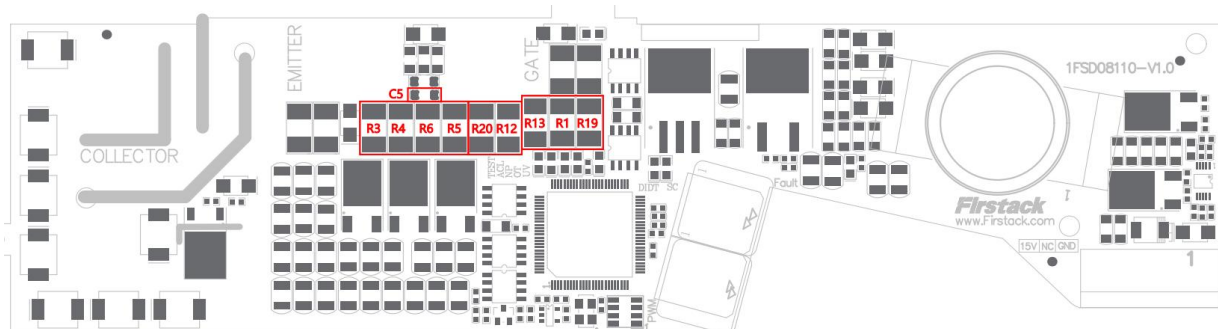 EMITTER
GATE
1FSD08110-V1.0
C5
R3 R4 R6 R5 R20 R12 R13 R1 R19
COLLECTOR
DIDT SC
Fault
Firstack
www.Firstack.com
15V NC GND
1
PWM